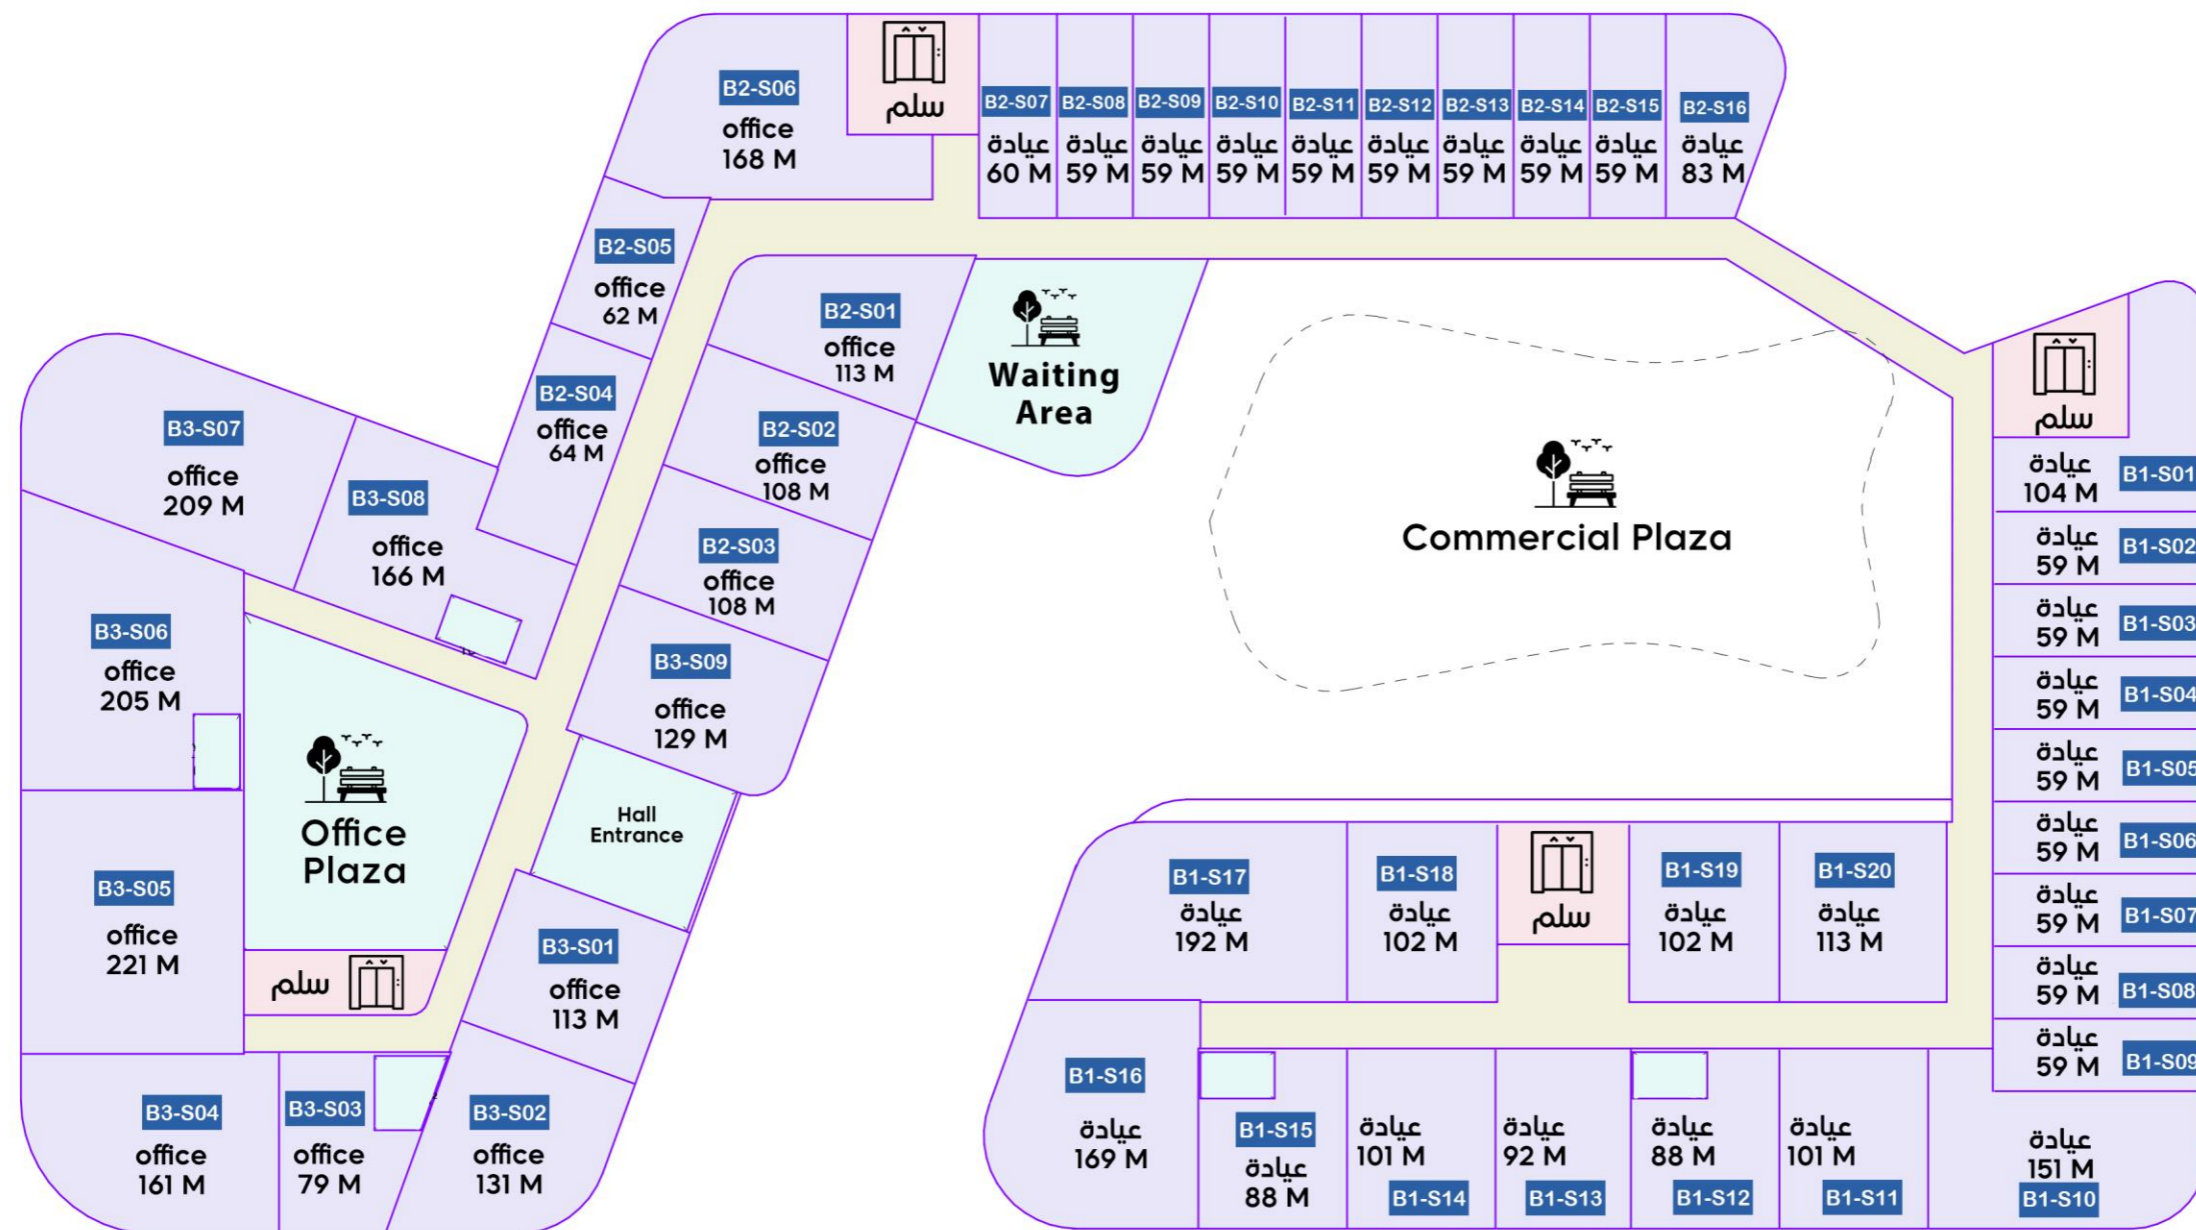 B2-S06
office
168 M
سلم
B2-S07
عيادة
60 M
B2-S08
عيادة
59 M
B2-S09
عيادة
59 M
B2-S10
عيادة
59 M
B2-S11
عيادة
59 M
B2-S12
عيادة
59 M
B2-S13
عيادة
59 M
B2-S14
عيادة
59 M
B2-S15
عيادة
59 M
B2-S16
عيادة
83 M
B2-S05
office
62 M
B2-S01
office
113 M
Waiting
Area
B2-S04
office
64 M
B2-S02
office
108 M
B2-S03
office
108 M
B3-S07
office
209 M
B3-S08
office
166 M
B3-S06
office
205 M
B3-S09
office
129 M
Commercial Plaza
سلم
عيادة
104 M
B1-S01
عيادة
59 M
B1-S02
عيادة
59 M
B1-S03
عيادة
59 M
B1-S04
عيادة
59 M
B1-S05
عيادة
59 M
B1-S06
عيادة
59 M
B1-S07
عيادة
59 M
B1-S08
عيادة
59 M
B1-S09
Office
Plaza
Hall
Entrance
B3-S05
office
221 M
سلم
B3-S01
office
113 M
B3-S04
office
161 M
B3-S03
office
79 M
B3-S02
office
131 M
B1-S17
عيادة
192 M
B1-S18
عيادة
102 M
سلم
B1-S19
عيادة
102 M
B1-S20
عيادة
113 M
B1-S16
عيادة
169 M
B1-S15
عيادة
88 M
عيادة
101 M
B1-S14
عيادة
92 M
B1-S13
عيادة
88 M
B1-S12
عيادة
101 M
B1-S11
عيادة
151 M
B1-S10